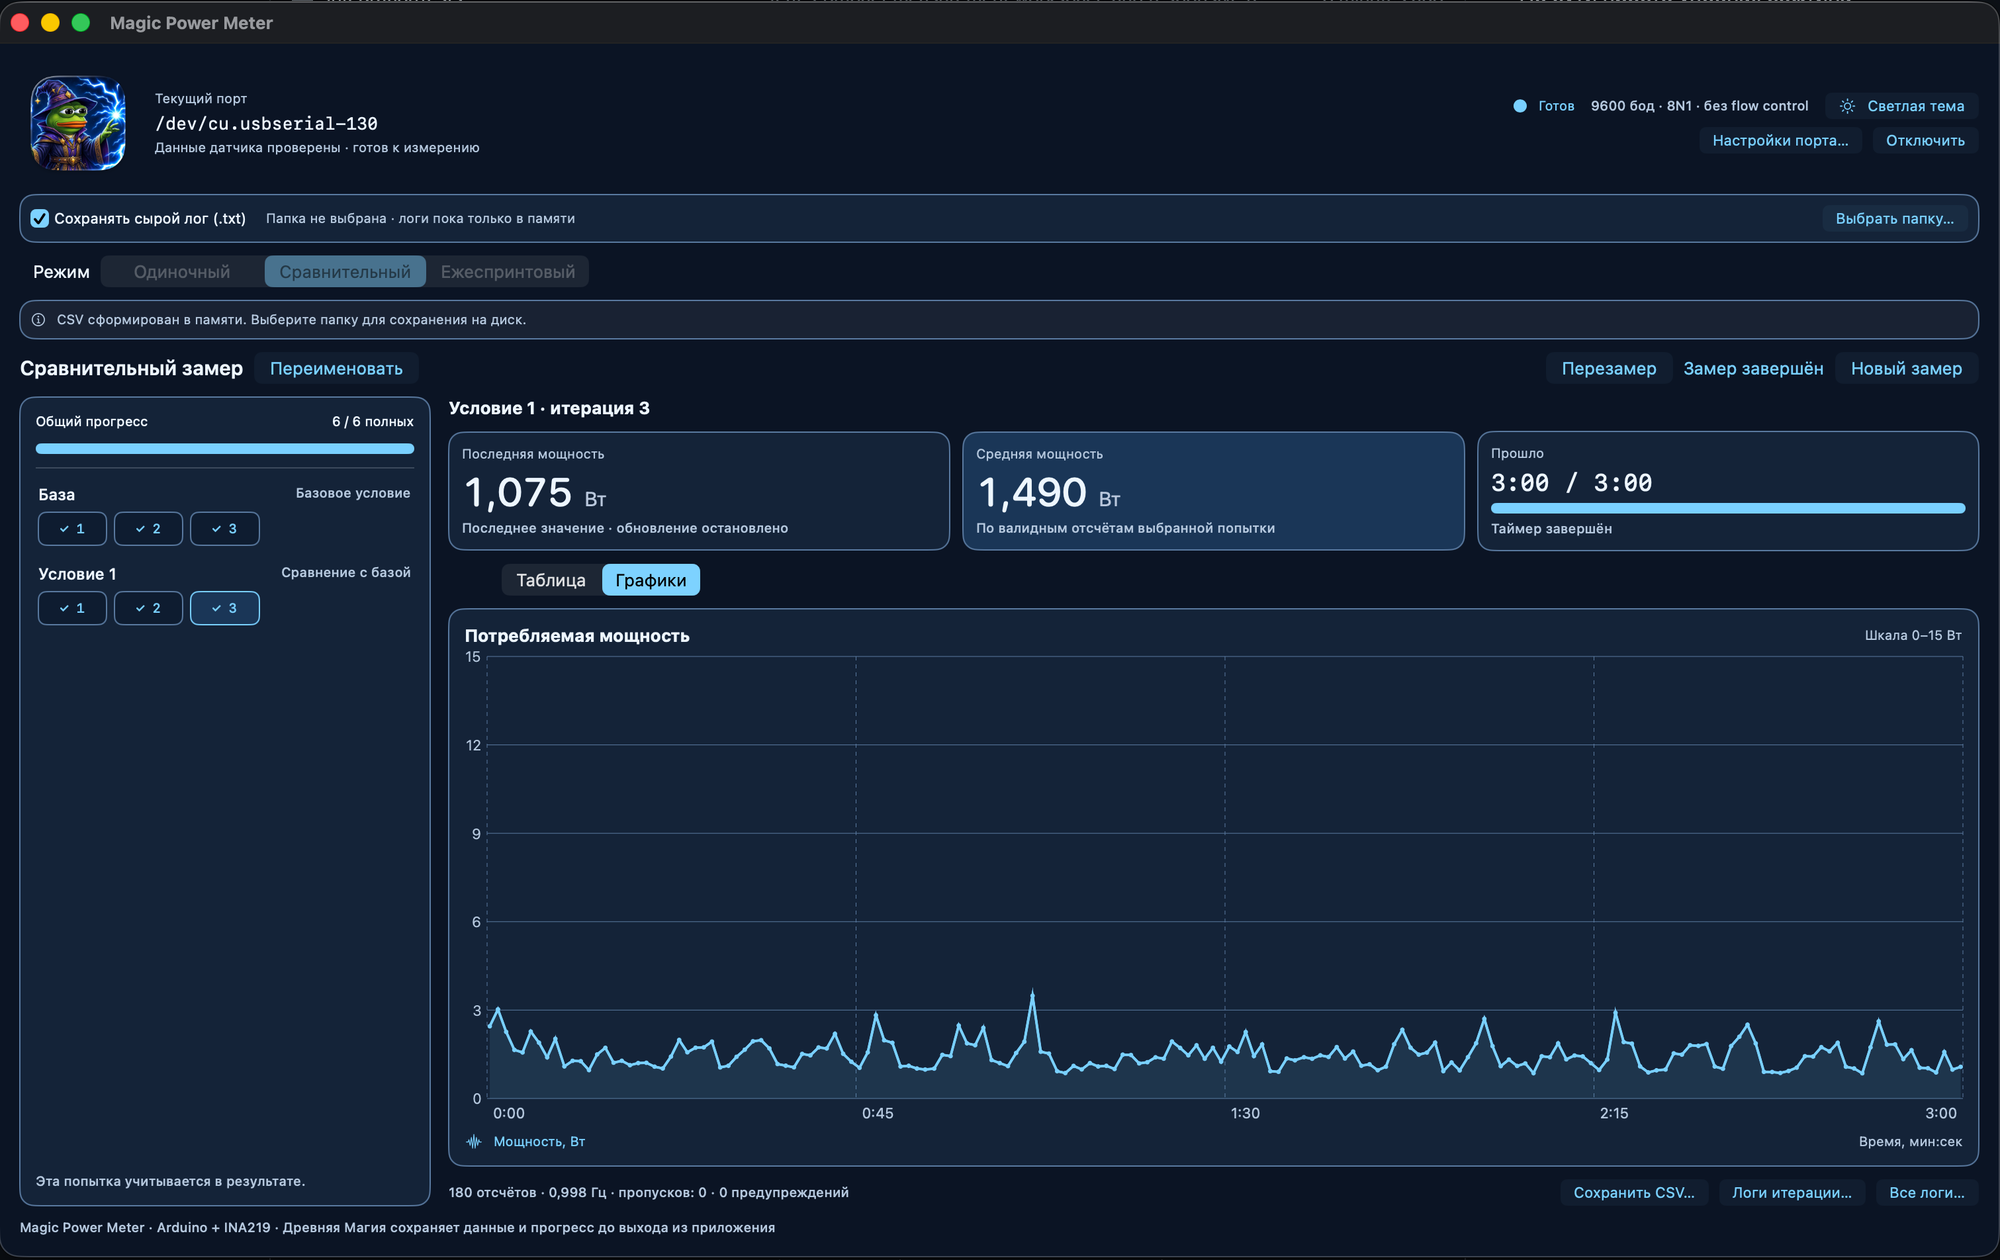 Magic Power Meter
Текущий порт
/dev/cu.usbserial-130
Данные датчика проверены · готов к измерению
Готов 9600 бод · 8N1 · без flow control Светлая тема
Настройки порта... Отключить
Сохранять сырой лог (.txt) Папка не выбрана · логи пока только в памяти Выбрать папку...
Режим Одиночный Сравнительный Ежеспринтовый
CSV сформирован в памяти. Выберите папку для сохранения на диск.
Сравнительный замер Переименовать Перезамер Замер завершён Новый замер
Общий прогресс 6 / 6 полных
База Базовое условие
✓ 1 ✓ 2 ✓ 3
Условие 1 Сравнение с базой
✓ 1 ✓ 2 ✓ 3
Эта попытка учитывается в результате.
Условие 1 · итерация 3
Последняя мощность
1,075 Вт
Последнее значение · обновление остановлено
Средняя мощность
1,490 Вт
По валидным отсчётам выбранной попытки
Прошло
3:00 / 3:00
Таймер завершён
Таблица Графики
Потребляемая мощность Шкала 0–15 Вт
15
12
9
6
3
0
0:00 0:45 1:30 2:15 3:00
Мощность, Вт Время, мин:сек
180 отсчётов · 0,998 Гц · пропусков: 0 · 0 предупреждений Сохранить CSV... Логи итерации... Все логи...
Magic Power Meter · Arduino + INA219 · Древняя Магия сохраняет данные и прогресс до выхода из приложения